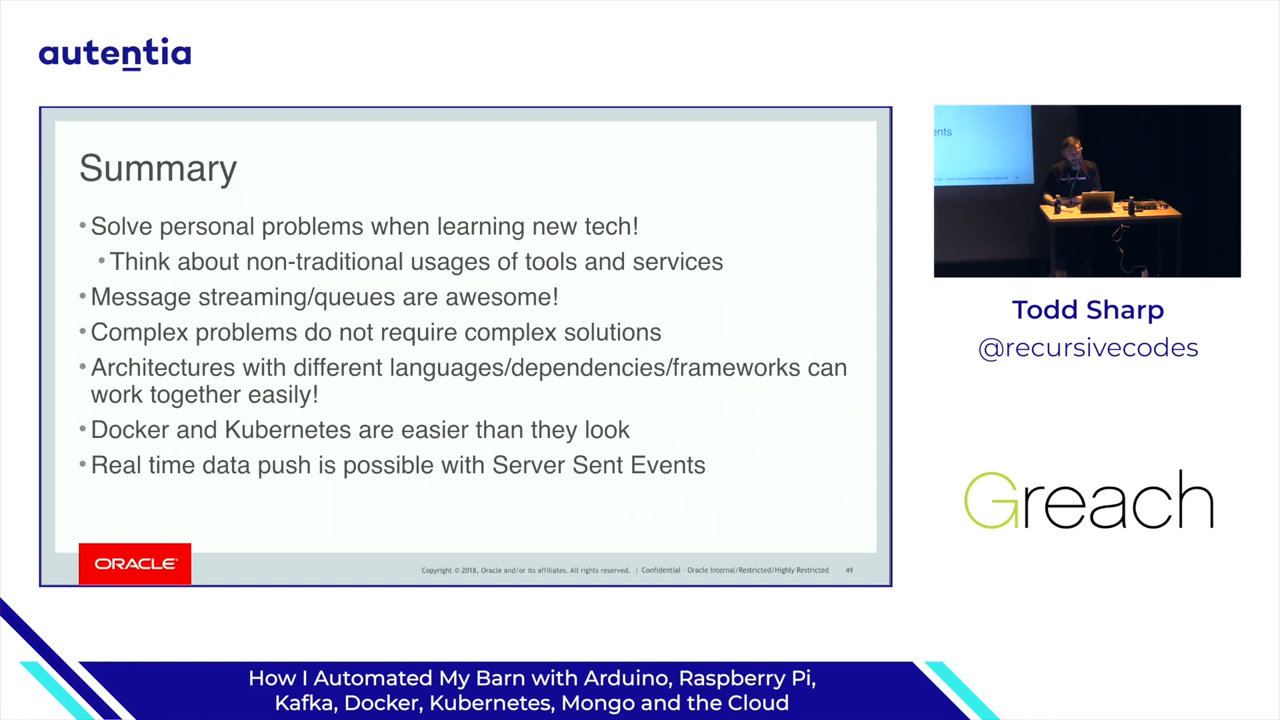 autentia
Summary
• Solve personal problems when learning new tech!
• Think about non-traditional usages of tools and services
• Message streaming/queues are awesome!
• Complex problems do not require complex solutions
• Architectures with different languages/dependencies/frameworks can
work together easily!
• Docker and Kubernetes are easier than they look
• Real time data push is possible with Server Sent Events
ORACLE
Copyright © 2018, Oracle and/or its affiliates. All rights reserved. | Confidential - Oracle Internal/Restricted/Highly Restricted 49
ents
Todd Sharp
@recursivecodes
Greach
How I Automated My Barn with Arduino, Raspberry Pi,
Kafka, Docker, Kubernetes, Mongo and the Cloud